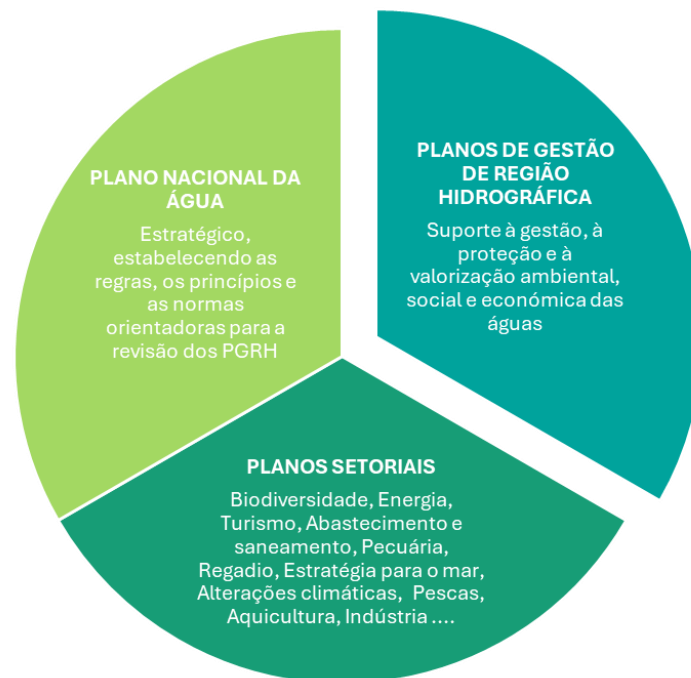 PLANO NACIONAL DA
ÁGUA
Estratégico,
estabelecendo as
regras, os princípios e
as normas
orientadoras para a
revisão dos PGRH
PLANOS DE GESTÃO
DE REGIÃO
HIDROGRÁFICA
Suporte à gestão, à
proteção e à
valorização ambiental,
social e económica das
águas
PLANOS SETORIAIS
Biodiversidade, Energia,
Turismo, Abastecimento e
saneamento, Pecuária,
Regadio, Estratégia para o mar,
Alterações climáticas, Pescas,
Aquicultura, Indústria ....